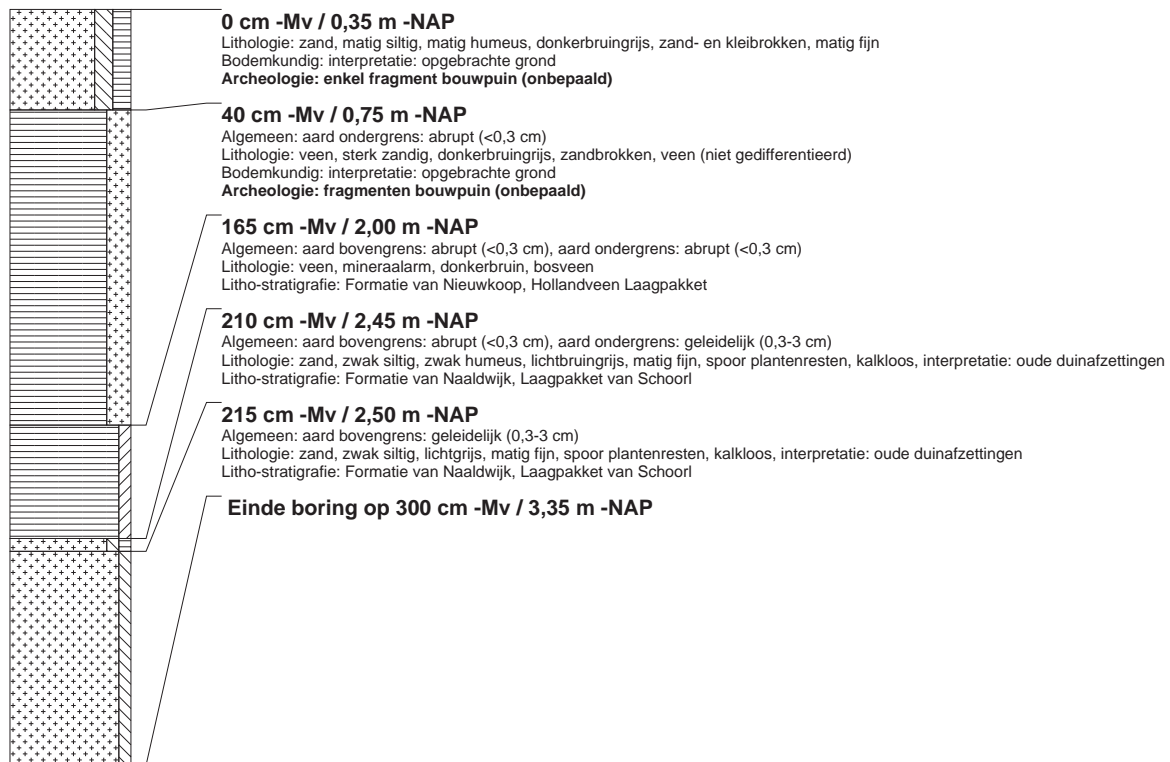 0 cm -Mv / 0,35 m -NAP
Lithologie: zand, matig siltig, matig humeus, donkerbruingrijs, zand- en kleibrokken, matig fijn
Bodemkundig: interpretatie: opgebrachte grond
Archeologie: enkel fragment bouwpuin (onbepaald)
40 cm -Mv / 0,75 m -NAP
Algemeen: aard ondergrens: abrupt (<0,3 cm)
Lithologie: veen, sterk zandig, donkerbruingrijs, zandbrokken, veen (niet gedifferentieerd)
Bodemkundig: interpretatie: opgebrachte grond
Archeologie: fragmenten bouwpuin (onbepaald)
165 cm -Mv / 2,00 m -NAP
Algemeen: aard bovengrens: abrupt (<0,3 cm), aard ondergrens: abrupt (<0,3 cm)
Lithologie: veen, mineraalarm, donkerbruin, bosveen
Litho-stratigrafie: Formatie van Nieuwkoop, Hollandveen Laagpakket
210 cm -Mv / 2,45 m -NAP
Algemeen: aard bovengrens: abrupt (<0,3 cm), aard ondergrens: geleidelijk (0,3-3 cm)
Lithologie: zand, zwak siltig, zwak humeus, lichtbruingrijs, matig fijn, spoor plantenresten, kalkloos, interpretatie: oude duinafzettingen
Litho-stratigrafie: Formatie van Naaldwijk, Laagpakket van Schoorl
215 cm -Mv / 2,50 m -NAP
Algemeen: aard bovengrens: geleidelijk (0,3-3 cm)
Lithologie: zand, zwak siltig, lichtgrijs, matig fijn, spoor plantenresten, kalkloos, interpretatie: oude duinafzettingen
Litho-stratigrafie: Formatie van Naaldwijk, Laagpakket van Schoorl
Einde boring op 300 cm -Mv / 3,35 m -NAP